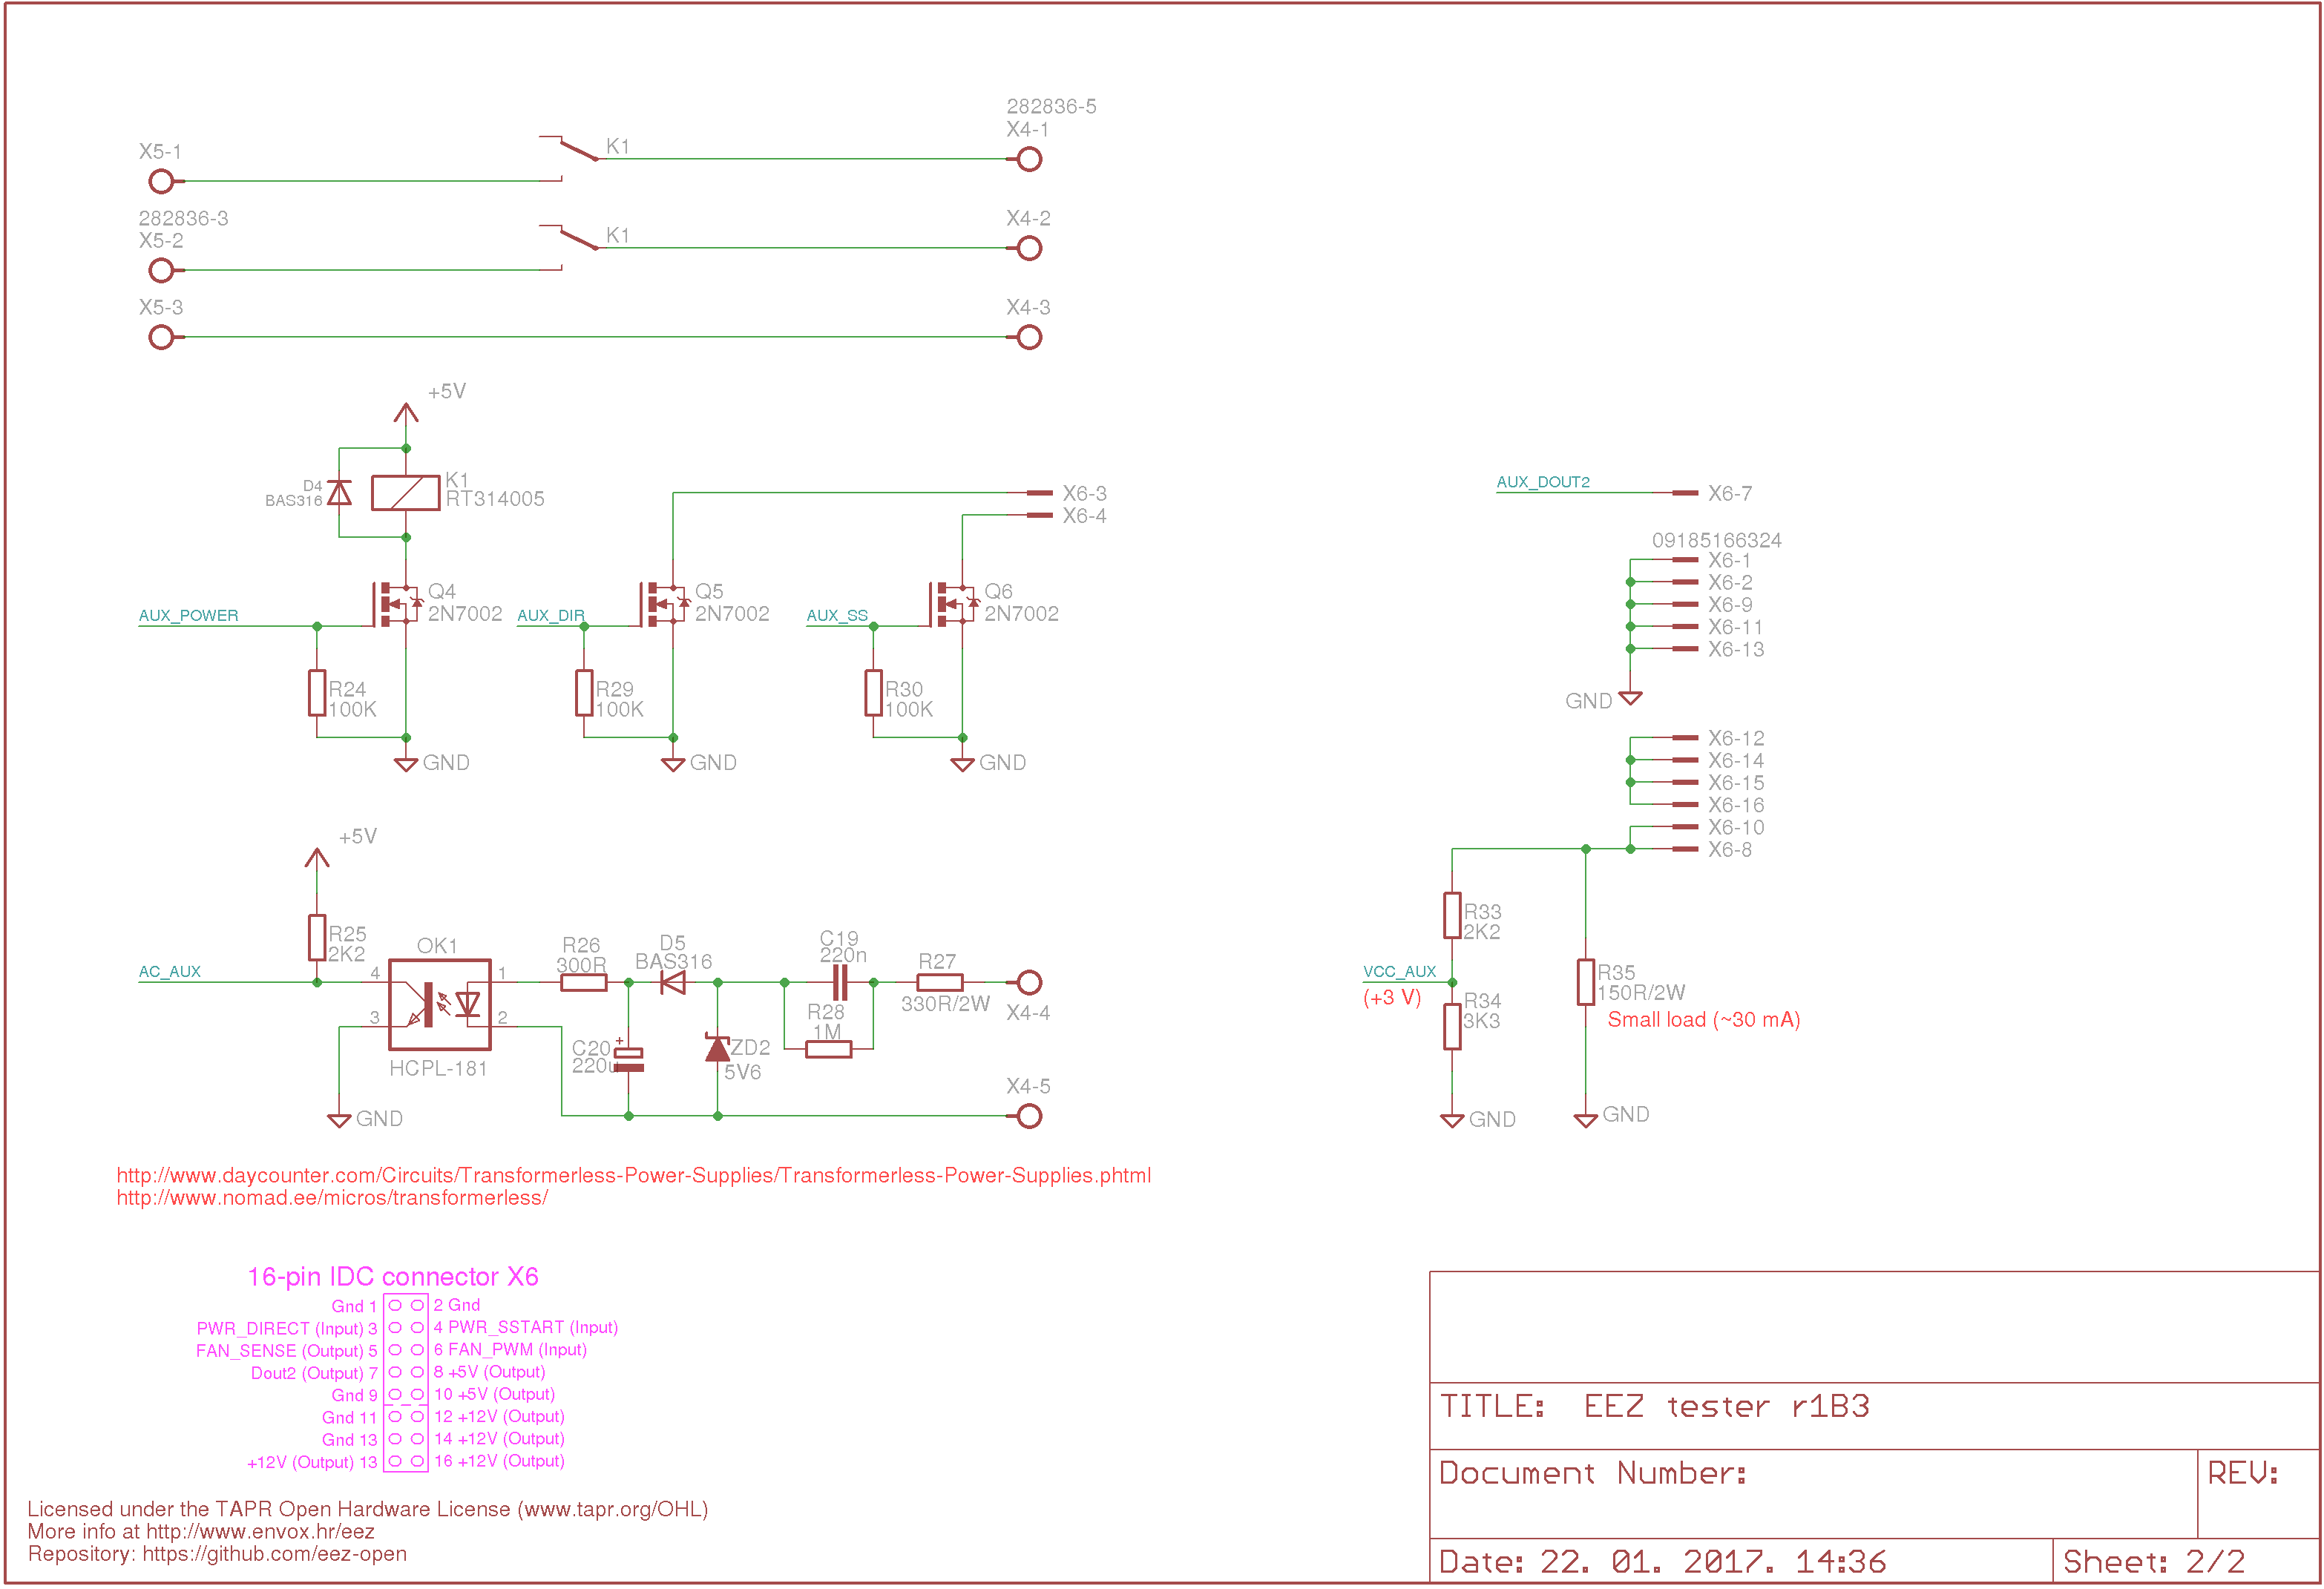 282836-5
X4-1
K1
X5-1
282836-3
X5-2
K1
X4-2
X5-3
X4-3
+5V
D4
BAS316
K1
RT314005
X6-3
X6-4
AUX_DOUT2
X6-7
09185166324
X6-1
X6-2
X6-9
X6-11
X6-13
GND
AUX_POWER
Q4
2N7002
AUX_DIR
Q5
2N7002
AUX_SS
Q6
2N7002
R24
100K
R29
100K
R30
100K
GND
GND
GND
X6-12
X6-14
X6-15
X6-16
X6-10
X6-8
+5V
R25
2K2
AC_AUX
OK1
4
1
3
2
HCPL-181
R26
300R
D5
BAS316
C19
220n
R27
330R/2W
R28
1M
X4-4
C20
+
220u
ZD2
5V6
X4-5
GND
R33
2K2
VCC_AUX
(+3 V)
R34
3K3
R35
150R/2W
Small load (~30 mA)
GND
GND
http://www.daycounter.com/Circuits/Transformerless-Power-Supplies/Transformerless-Power-Supplies.phtml
http://www.nomad.ee/micros/transformerless/
16-pin IDC connector X6
Gnd 1 2 Gnd
PWR_DIRECT (Input) 3 4 PWR_SSTART (Input)
FAN_SENSE (Output) 5 6 FAN_PWM (Input)
Dout2 (Output) 7 8 +5V (Output)
Gnd 9 10 +5V (Output)
Gnd 11 12 +12V (Output)
Gnd 13 14 +12V (Output)
+12V (Output) 13 16 +12V (Output)
Licensed under the TAPR Open Hardware License (www.tapr.org/OHL)
More info at http://www.envox.hr/eez
Repository: https://github.com/eez-open
TITLE: EEZ tester r1B3
Document Number:
REV:
Date: 22. 01. 2017. 14:36
Sheet: 2/2